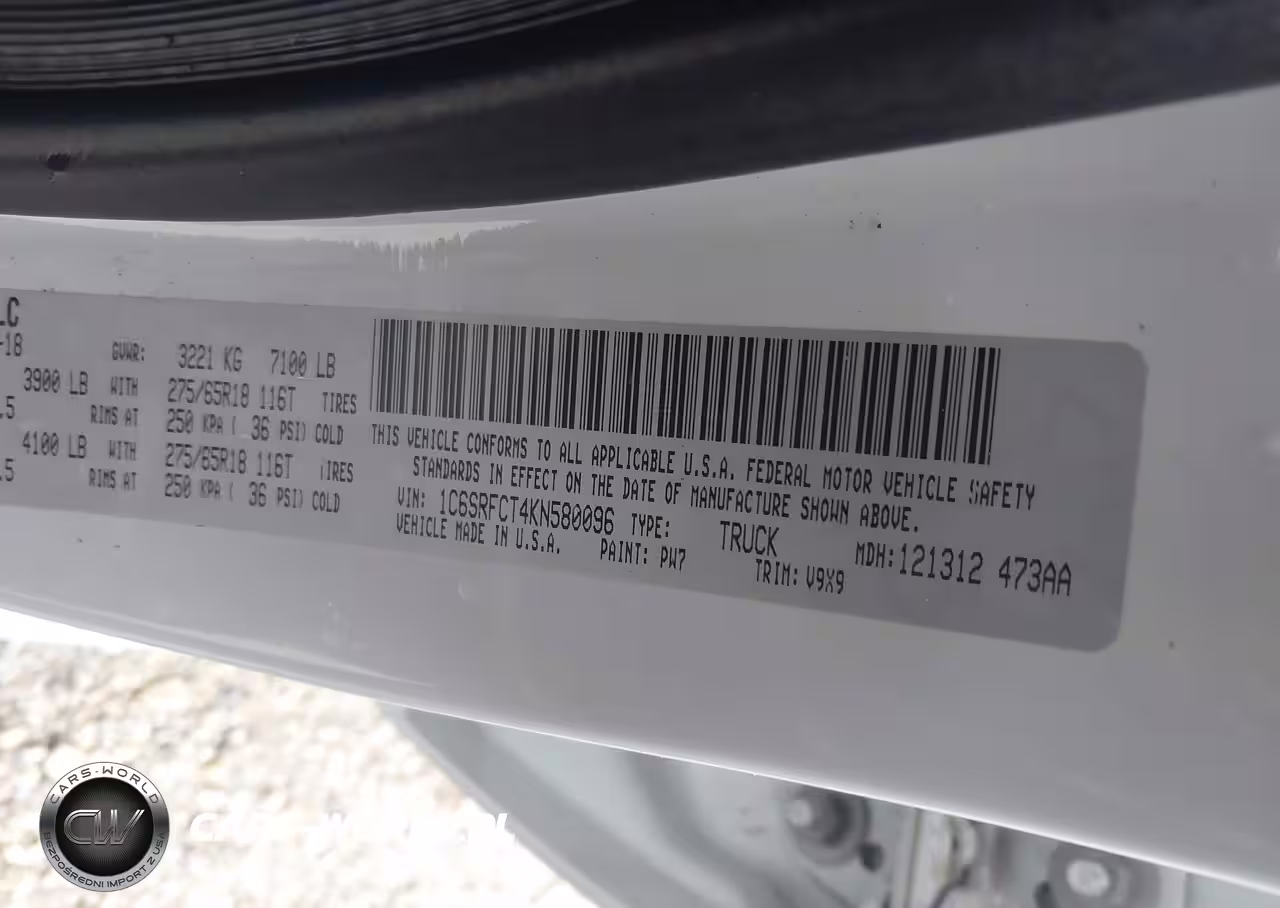 LC
-18 GVWR: 3221 KG 7100 LB
3900 LB WITH 275/65R18 116T TIRES
.5 RIMS AT 250 KPA ( 36 PSI) COLD
4100 LB WITH 275/65R18 116T TIRES
.5 RIMS AT 250 KPA ( 36 PSI) COLD
THIS VEHICLE CONFORMS TO ALL APPLICABLE U.S.A. FEDERAL MOTOR VEHICLE SAFETY
STANDARDS IN EFFECT ON THE DATE OF MANUFACTURE SHOWN ABOVE.
VIN: 1C6SRFCT4KN580096 TYPE: TRUCK MDH:121312 473AA
VEHICLE MADE IN U.S.A. PAINT: PW7 TRIM: V9X9
CARS-WORLD
CW
BEZPOŚREDNI IMPORT Z USA